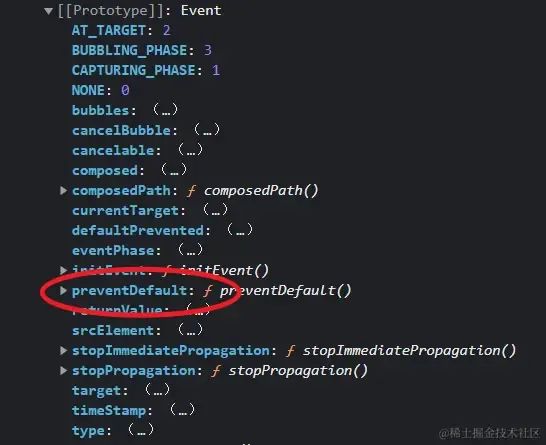 ▼[[Prototype]]: Event
AT_TARGET: 2
BUBBLING_PHASE: 3
CAPTURING_PHASE: 1
NONE: 0
bubbles: （…）
cancelBubble: （…）
cancelable: （…）
composed: （…）
▶composedPath: ƒ composedPath()
currentTarget: （…）
defaultPrevented: （…）
eventPhase: （…）
▶initEvent: ƒ initEvent()
▶preventDefault: ƒ preventDefault()
returnValue: （…）
srcElement: （…）
▶stopImmediatePropagation: ƒ stopImmediatePropagation()
▶stopPropagation: ƒ stopPropagation()
target: （…）
timeStamp: （…）
type: （…）
@稀土掘金技术社区